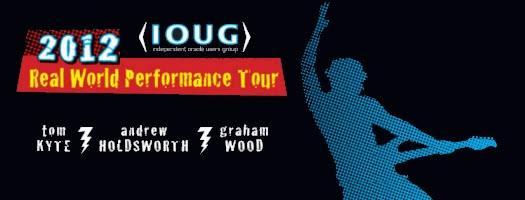 2012
IOUG
independent oracle users group
Real World Performance Tour
tom KYTE
andrew HOLDSWORTH
graham WOOD